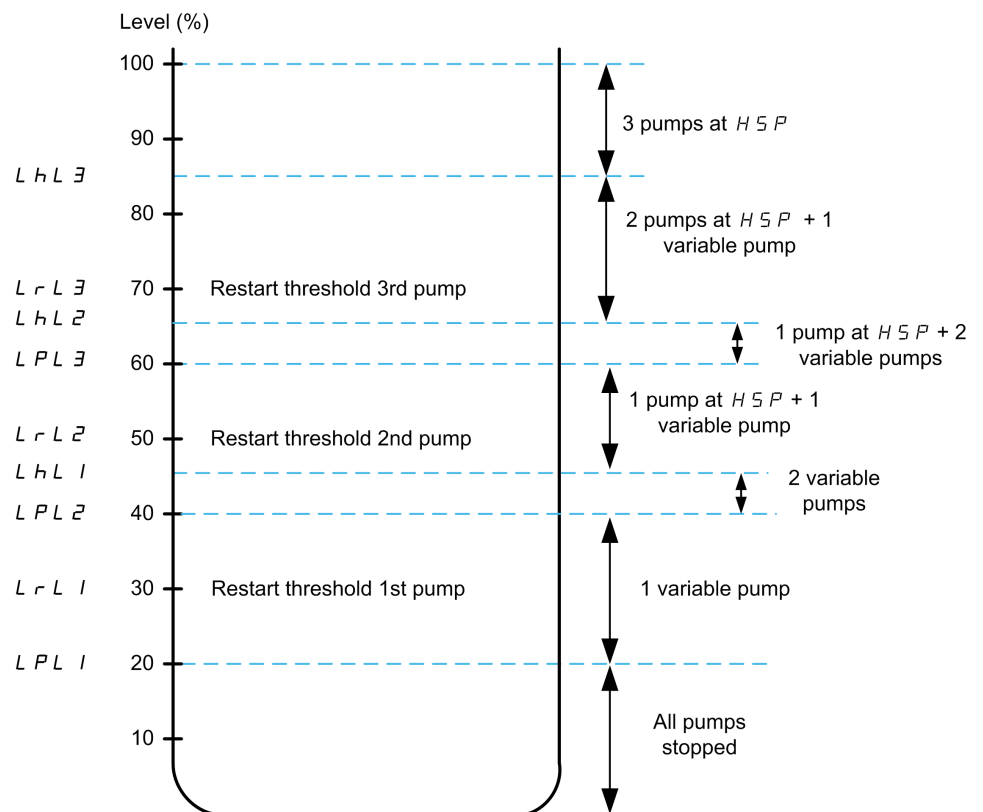 Level (%)
100
3 pumps at HSP
90
LhL3
80
2 pumps at HSP + 1
variable pump
LrL3 70 Restart threshold 3rd pump
LhL2
1 pump at HSP + 2
variable pumps
LPL3 60
1 pump at HSP + 1
variable pump
LrL2 50 Restart threshold 2nd pump
LhL1
2 variable
pumps
LPL2 40
LrL1 30 Restart threshold 1st pump
1 variable pump
LPL1 20
All pumps
stopped
10